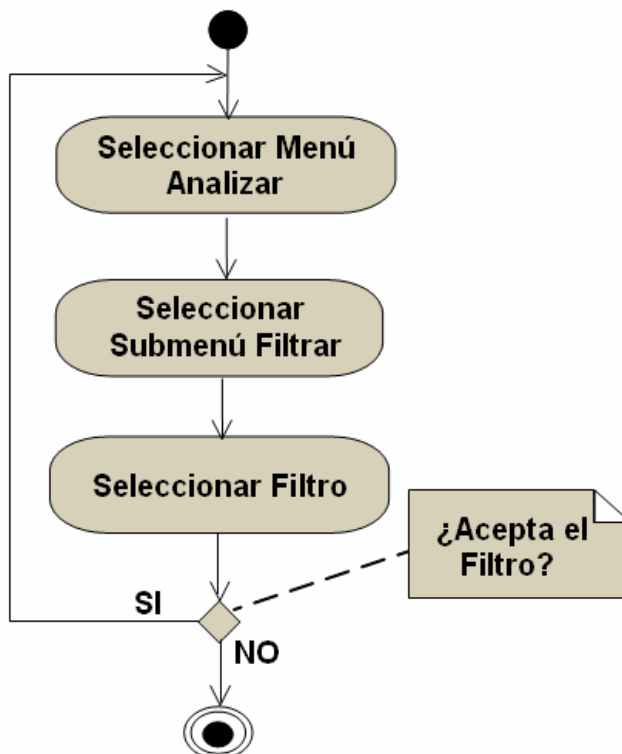 Seleccionar Menú
Analizar
Seleccionar
Submenú Filtrar
Seleccionar Filtro
¿Acepta el
Filtro?
SI
NO